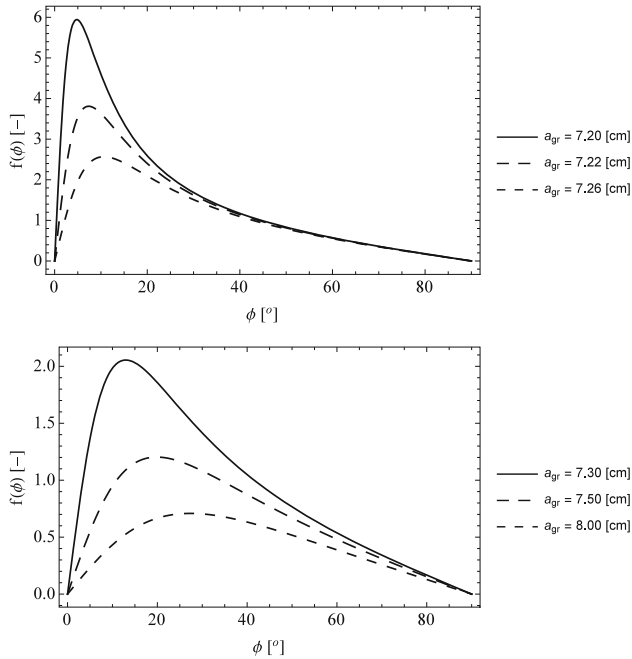 6
5
4
3
2
1
0
f(ϕ) [-]
0 20 40 60 80
ϕ [°]
a_gr = 7.20 [cm]
a_gr = 7.22 [cm]
a_gr = 7.26 [cm]
2.0
1.5
1.0
0.5
0.0
f(ϕ) [-]
0 20 40 60 80
ϕ [°]
a_gr = 7.30 [cm]
a_gr = 7.50 [cm]
a_gr = 8.00 [cm]